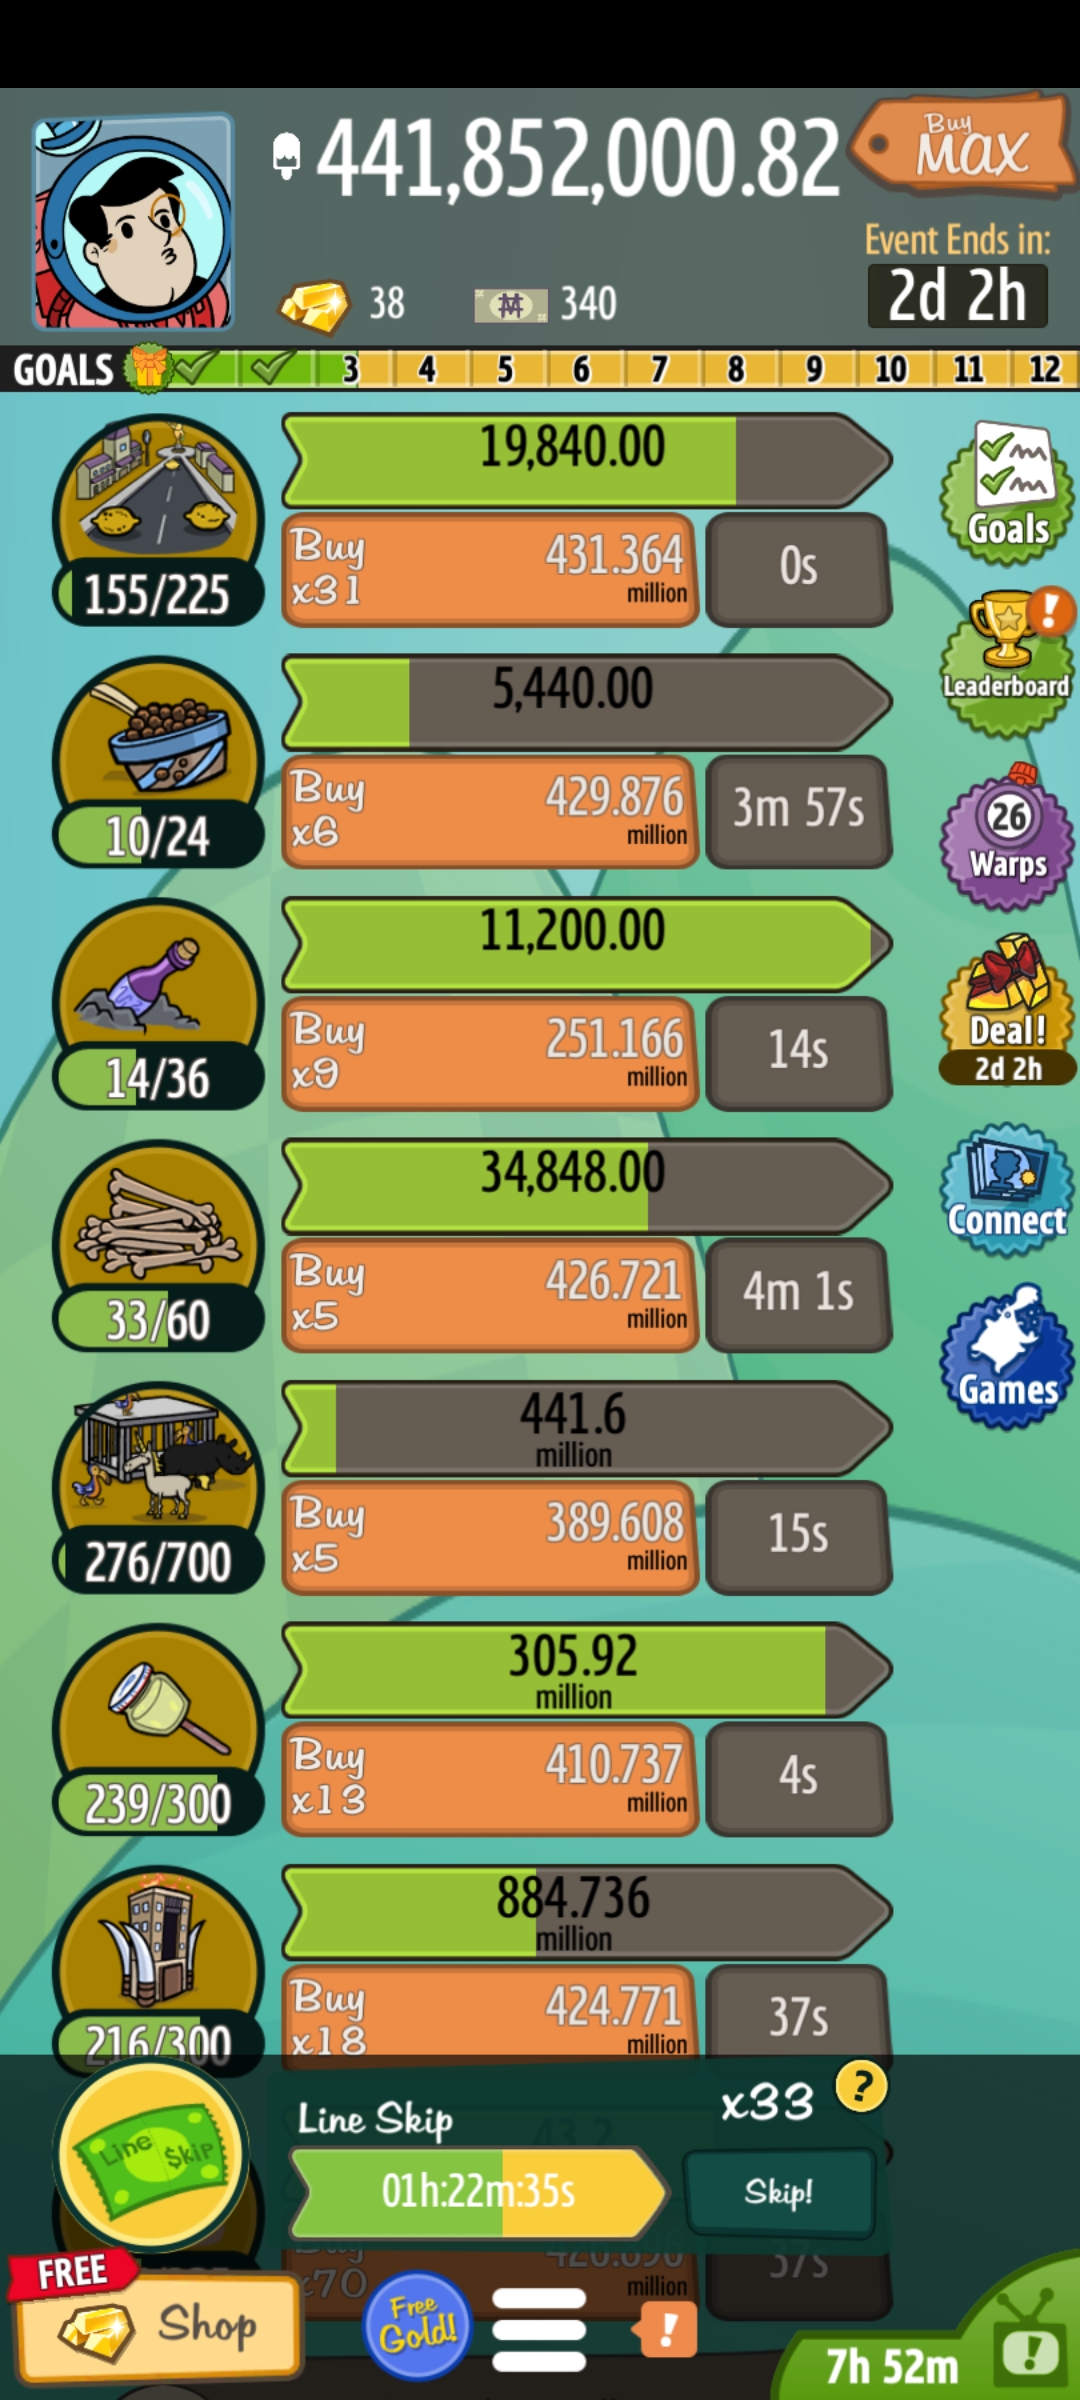 441,852,000.82
Buy
MAX
Event Ends in:
2d 2h
38
340
GOALS
3
4
5
6
7
8
9
10
11
12
19,840.00
Buy
x31
431.364
million
0s
155/225
Goals
Leaderboard
5,440.00
Buy
x6
429.876
million
3m 57s
10/24
26
Warps
11,200.00
Buy
x9
251.166
million
14s
14/36
Deal!
2d 2h
34,848.00
Buy
x5
426.721
million
4m 1s
33/60
Connect
Games
441.6
million
Buy
x5
389.608
million
15s
276/700
305.92
million
Buy
x13
410.737
million
4s
239/300
884.736
million
Buy
x18
424.771
million
37s
216/300
Line Skip
x33
?
43.2
Line $kip
01h:22m:35s
Skip!
Buy
x70
million
37s
FREE
Shop
Free
Gold!
!
7h 52m